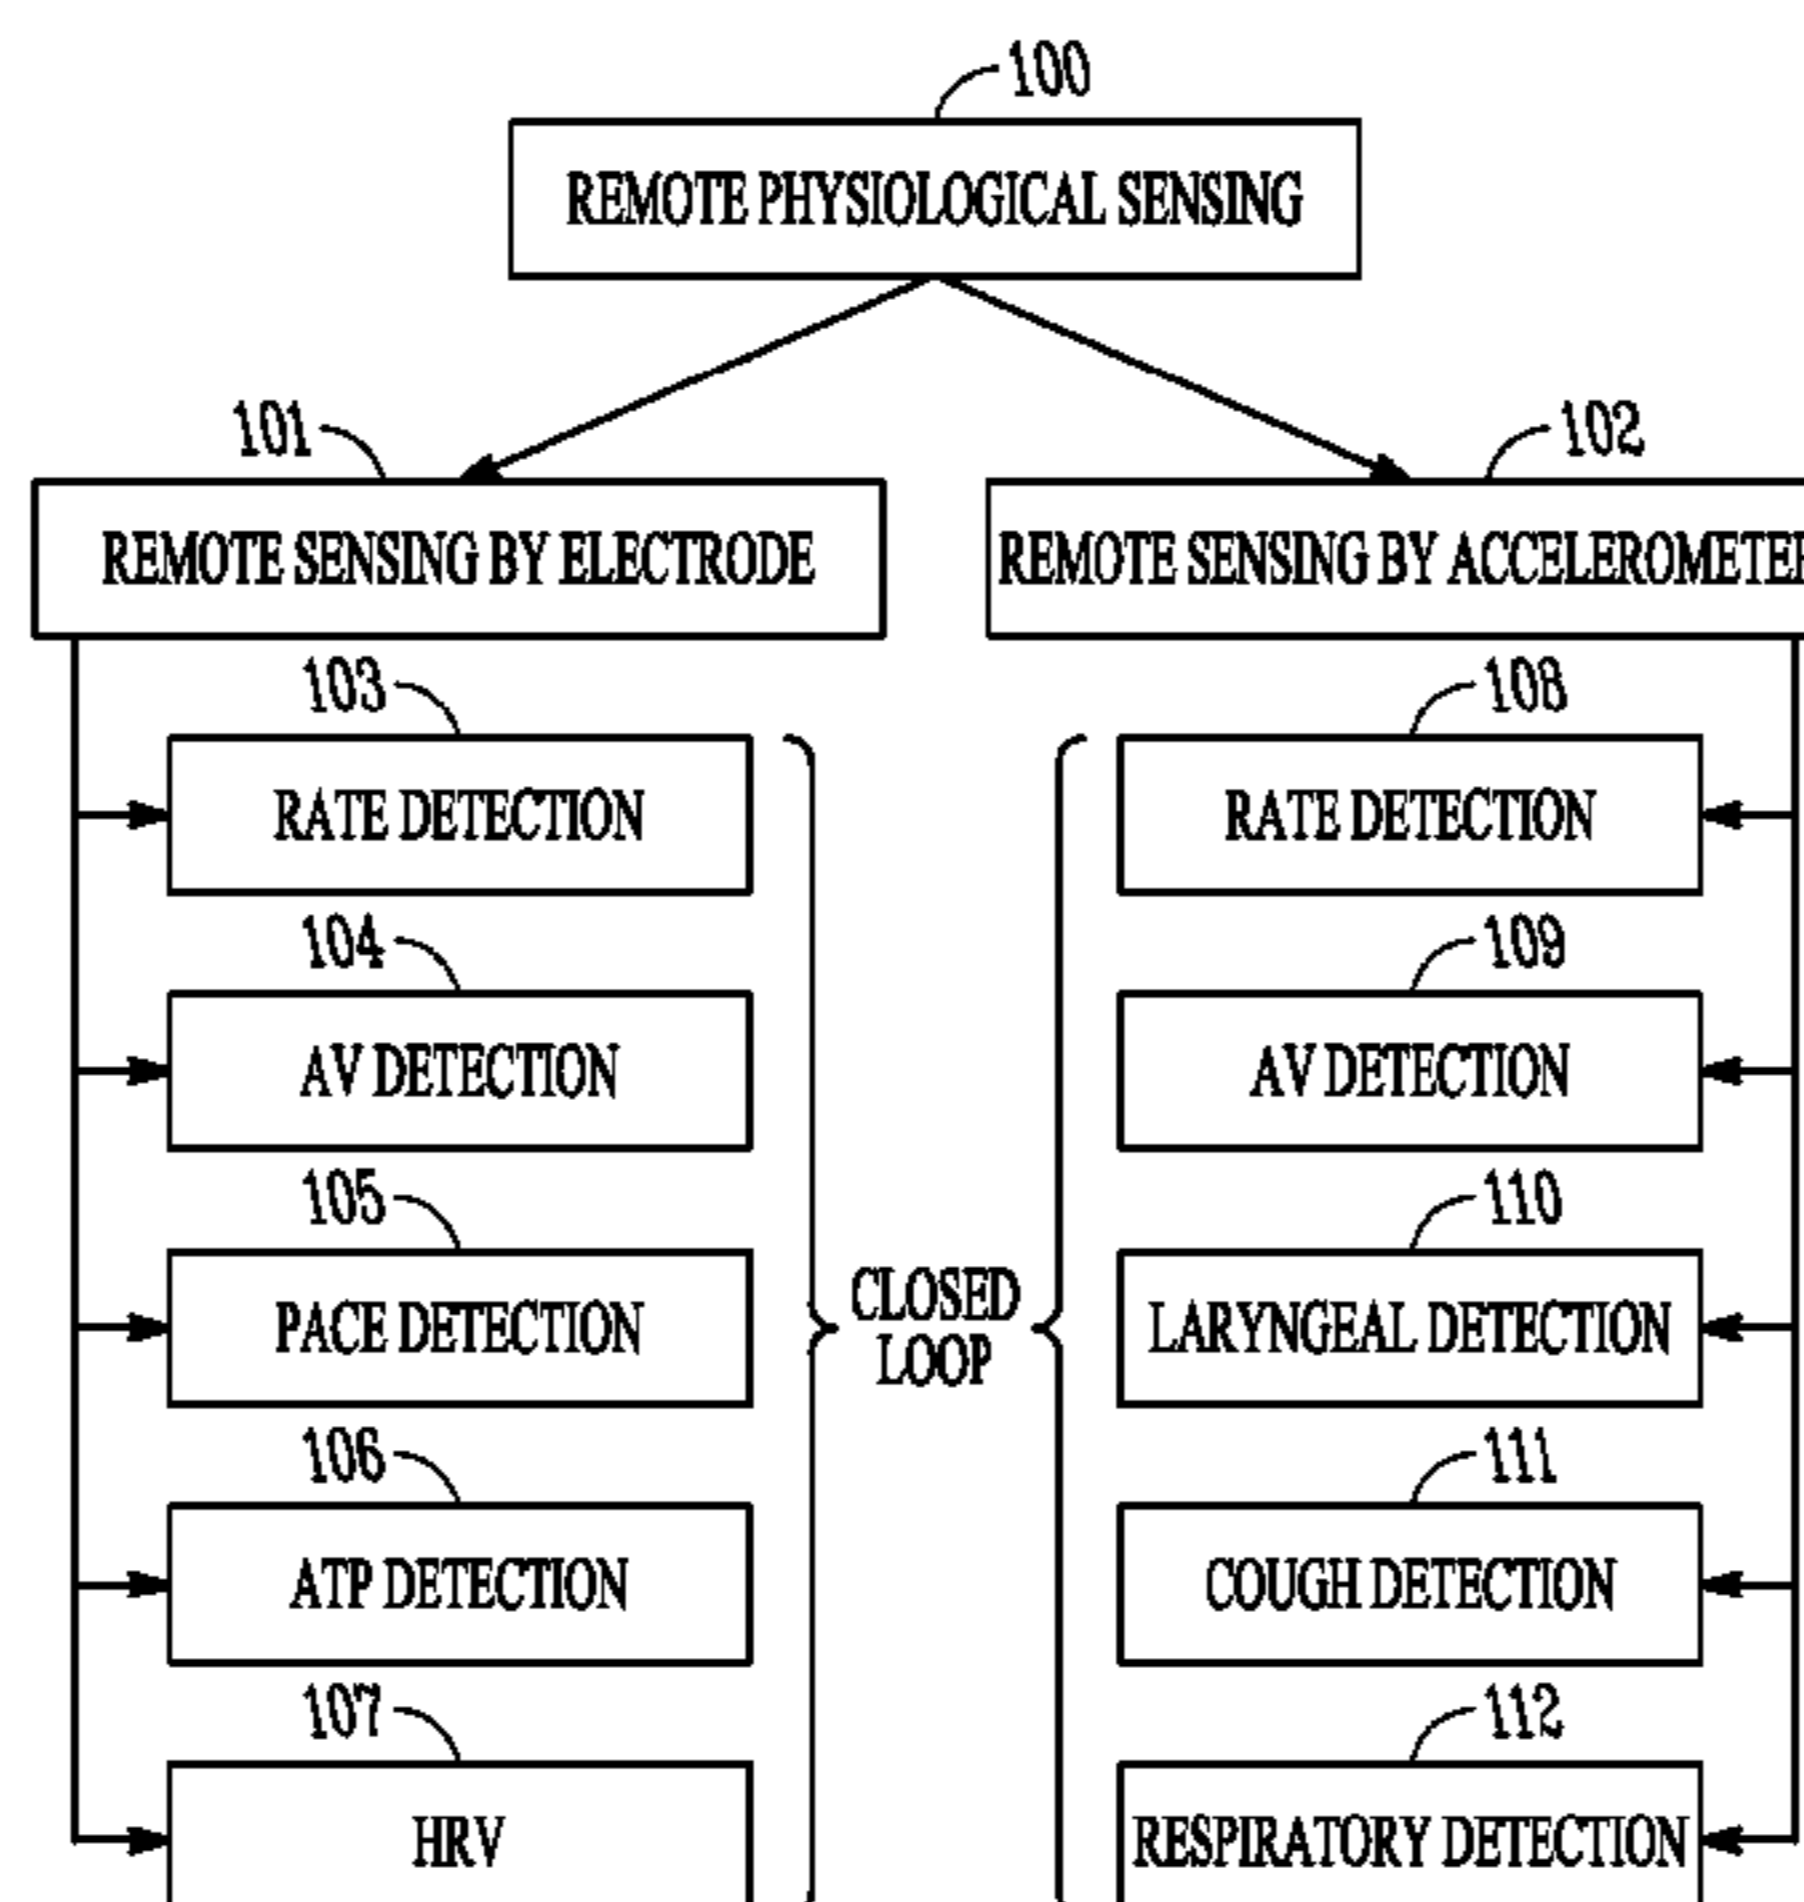 100
REMOTE PHYSIOLOGICAL SENSING
101
102
REMOTE SENSING BY ELECTRODE
REMOTE SENSING BY ACCELEROMETER
103
108
RATE DETECTION
RATE DETECTION
104
109
AV DETECTION
AV DETECTION
105
110
PACE DETECTION
CLOSED
LOOP
LARYNGEAL DETECTION
106
111
ATP DETECTION
COUGH DETECTION
107
112
HRV
RESPIRATORY DETECTION